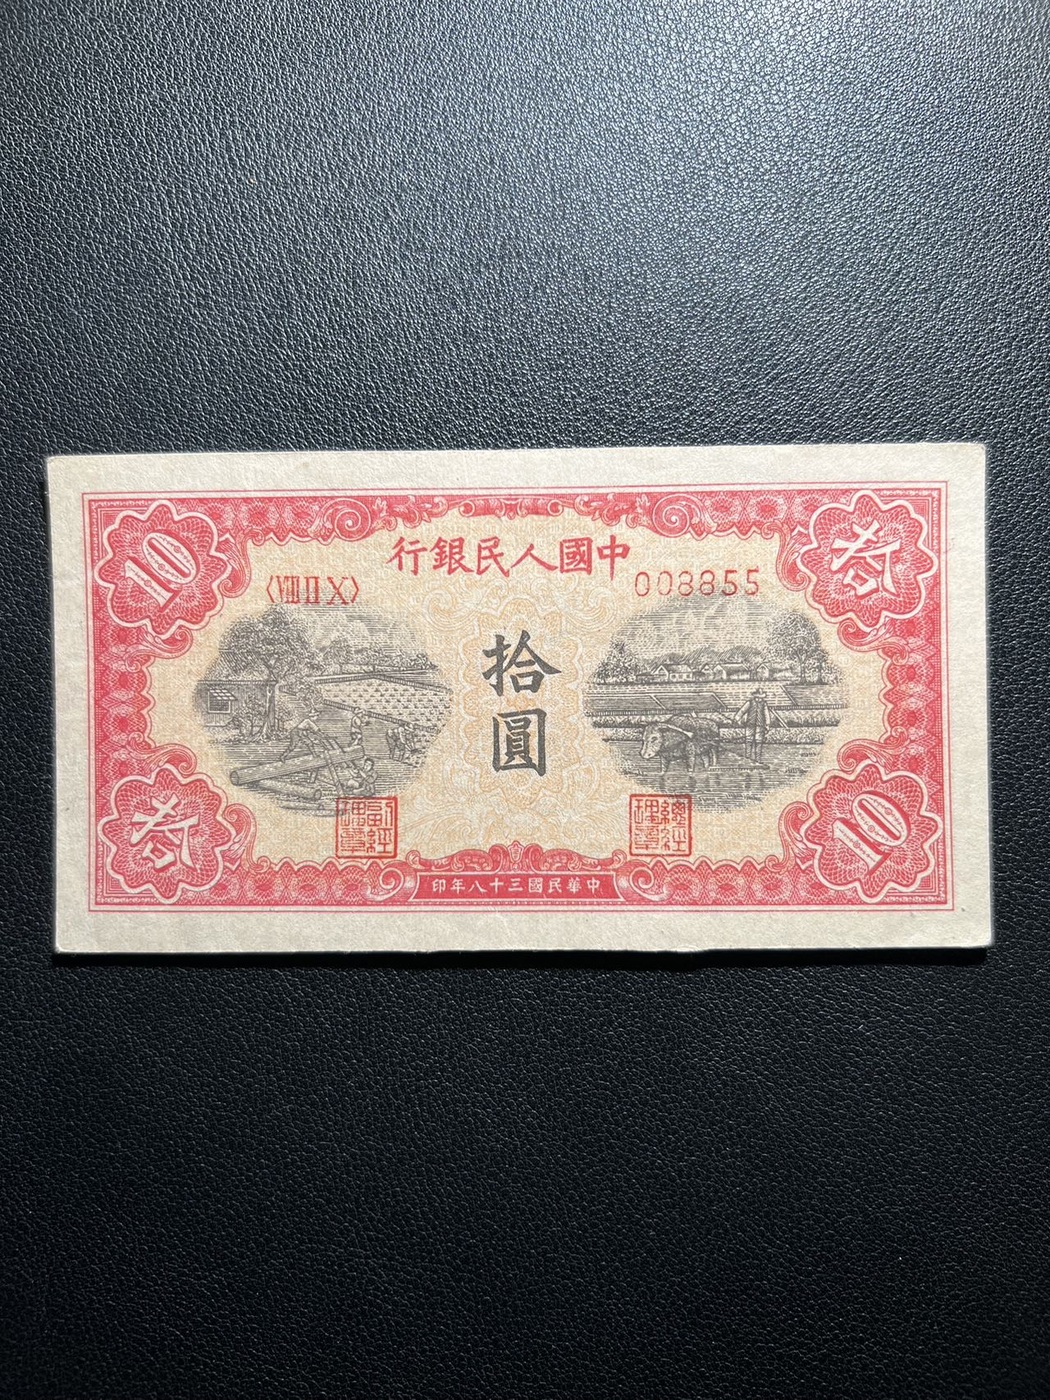 中國人民銀行
10
拾
〈VIII II X〉
008855
拾
圓
拾
10
副經理章
總經理章
中華民國三十八年印